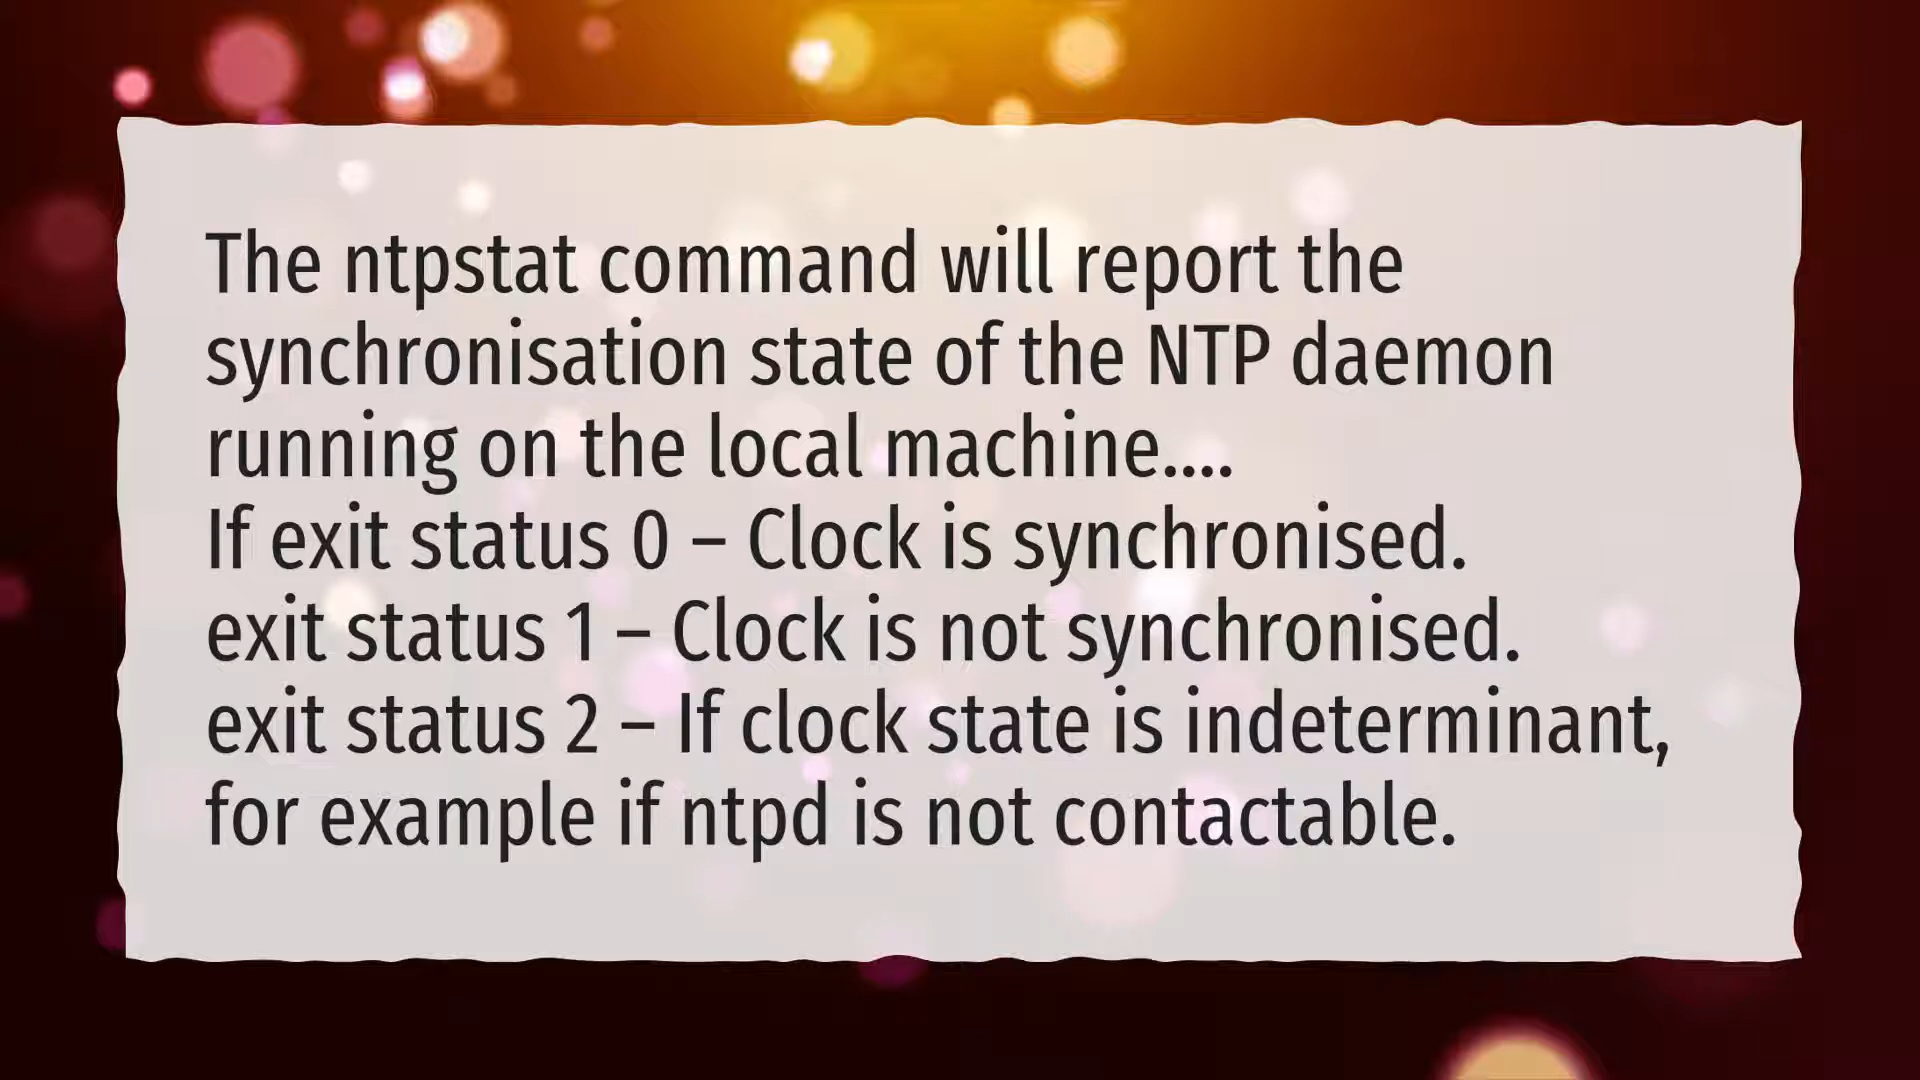 The ntpstat command will report the
synchronisation state of the NTP daemon
running on the local machine....
If exit status 0 – Clock is synchronised.
exit status 1 – Clock is not synchronised.
exit status 2 – If clock state is indeterminant,
for example if ntpd is not contactable.